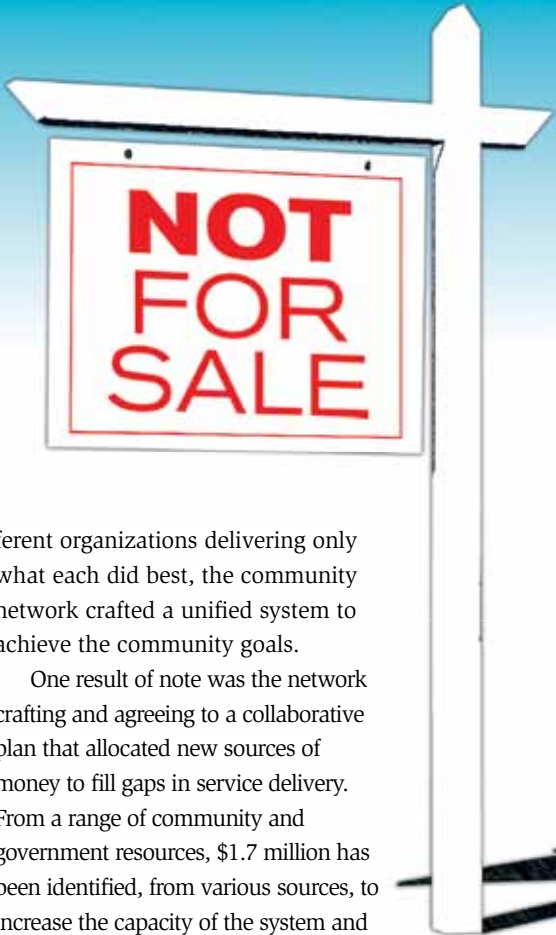 NOT
FOR
SALE
ferent organizations delivering only
what each did best, the community
network crafted a unified system to
achieve the community goals.
One result of note was the network
crafting and agreeing to a collaborative
plan that allocated new sources of
money to fill gaps in service delivery.
From a range of community and
government resources, $1.7 million has
been identified, from various sources, to
increase the capacity of the system and